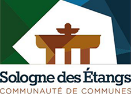 Sologne des Étangs
COMMUNAUTÉ DE COMMUNES